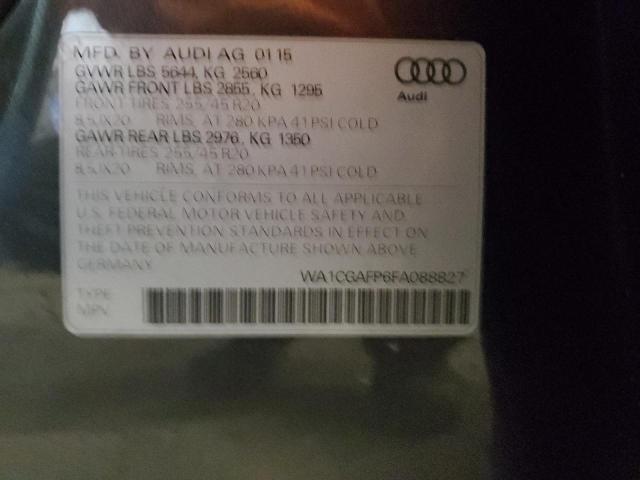 MFD. BY AUDI AG 01 15
GVWR LBS 5644, KG 2560
GAWR FRONT LBS 2855, KG 1295
FRONT TIRES 255/45 R20
8,5JX20 RIMS, AT 280 KPA 41 PSI COLD
GAWR REAR LBS 2976, KG 1350
REAR TIRES 255/45 R20
8,5JX20 RIMS, AT 280 KPA 41 PSI COLD
Audi
THIS VEHICLE CONFORMS TO ALL APPLICABLE
U.S. FEDERAL MOTOR VEHICLE SAFETY AND
THEFT PREVENTION STANDARDS IN EFFECT ON
THE DATE OF MANUFACTURE SHOWN ABOVE
GERMANY
WA1CGAFP6FA088827
TYPE
MPV